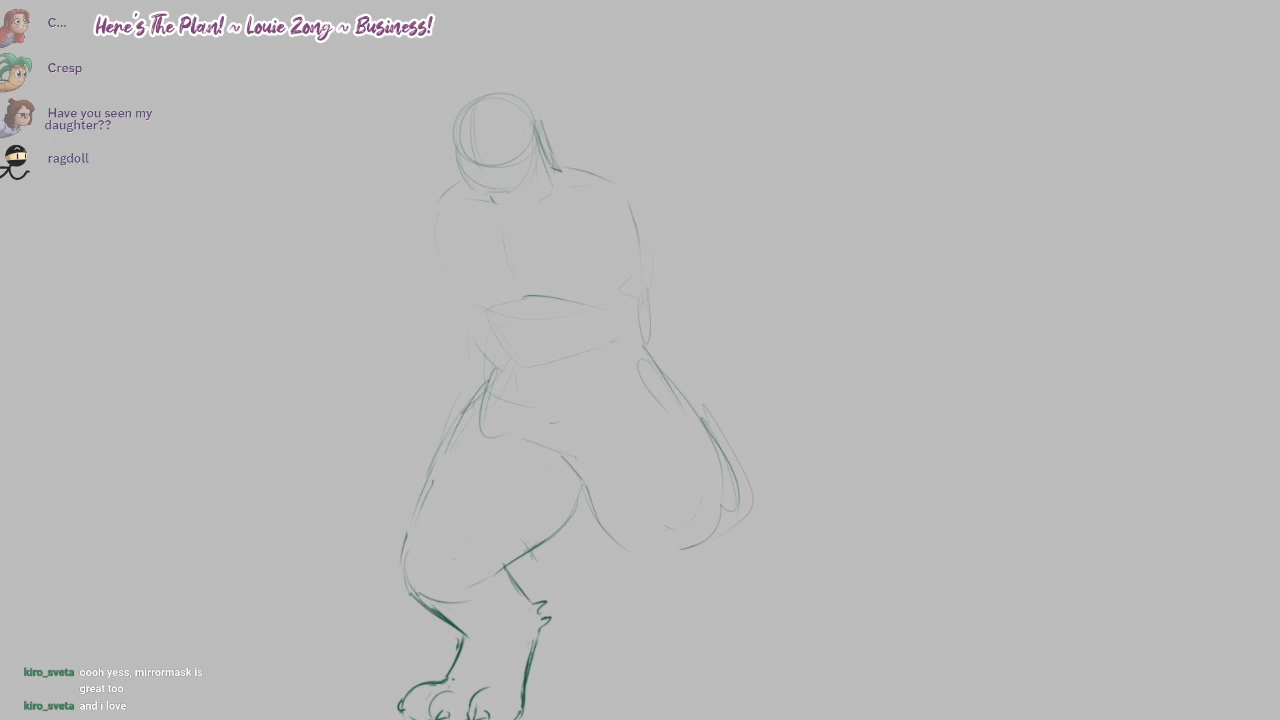 C...
Here's The Plan! ~ Louie Zong ~ Business!
Cresp
Have you seen my
daughter??
ragdoll
kiro_sveta oooh yess, mirrormask is
great too
kiro_sveta and i love